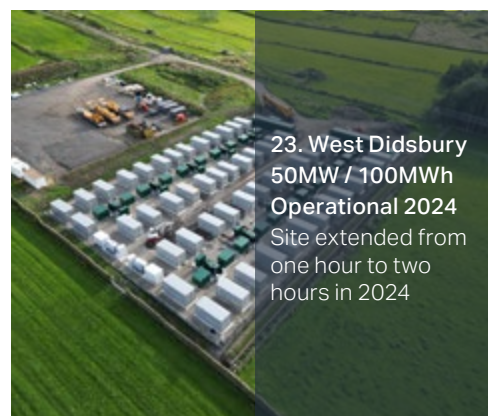 23. West Didsbury
50MW / 100MWh
Operational 2024
Site extended from
one hour to two
hours in 2024